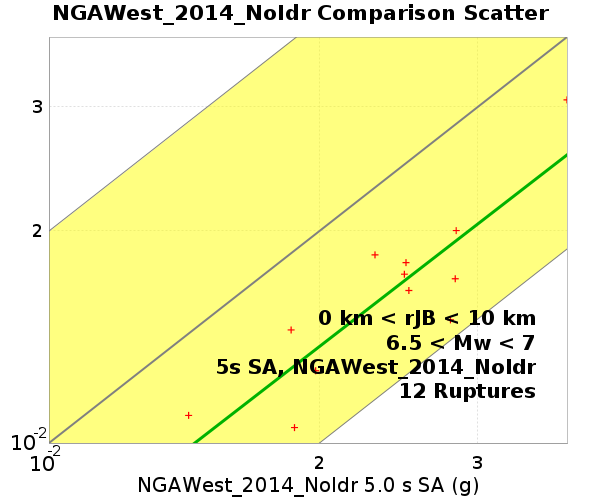 NGAWest_2014_NoIdr Comparison Scatter
3
2
10-2
10-2
2
3
0 km < rJB < 10 km
6.5 < Mw < 7
5s SA, NGAWest_2014_NoIdr
12 Ruptures
NGAWest_2014_NoIdr 5.0 s SA (g)